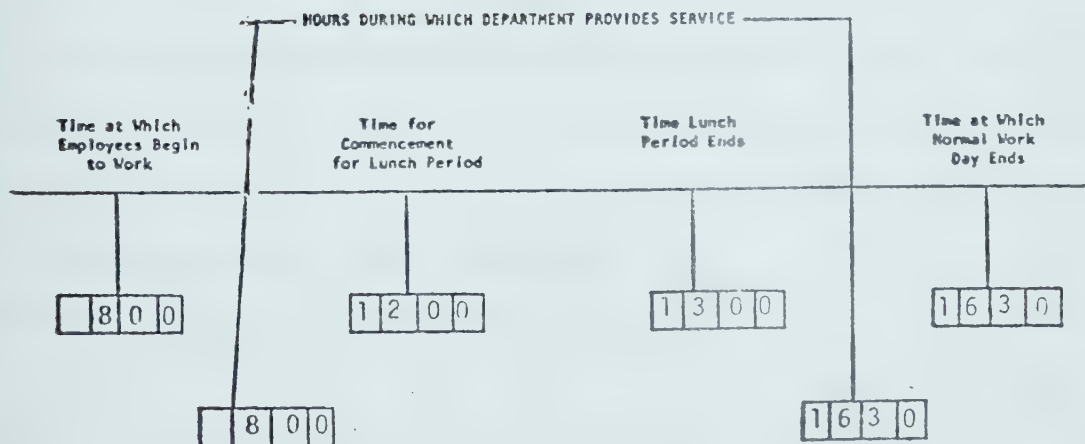 HOURS DURING WHICH DEPARTMENT PROVIDES SERVICE
Time at Which
Employees Begin
to Work
Time for
Commencement
for Lunch Period
Time Lunch
Period Ends
Time at Which
Normal Work
Day Ends
800
1200
1300
1630
800
1630